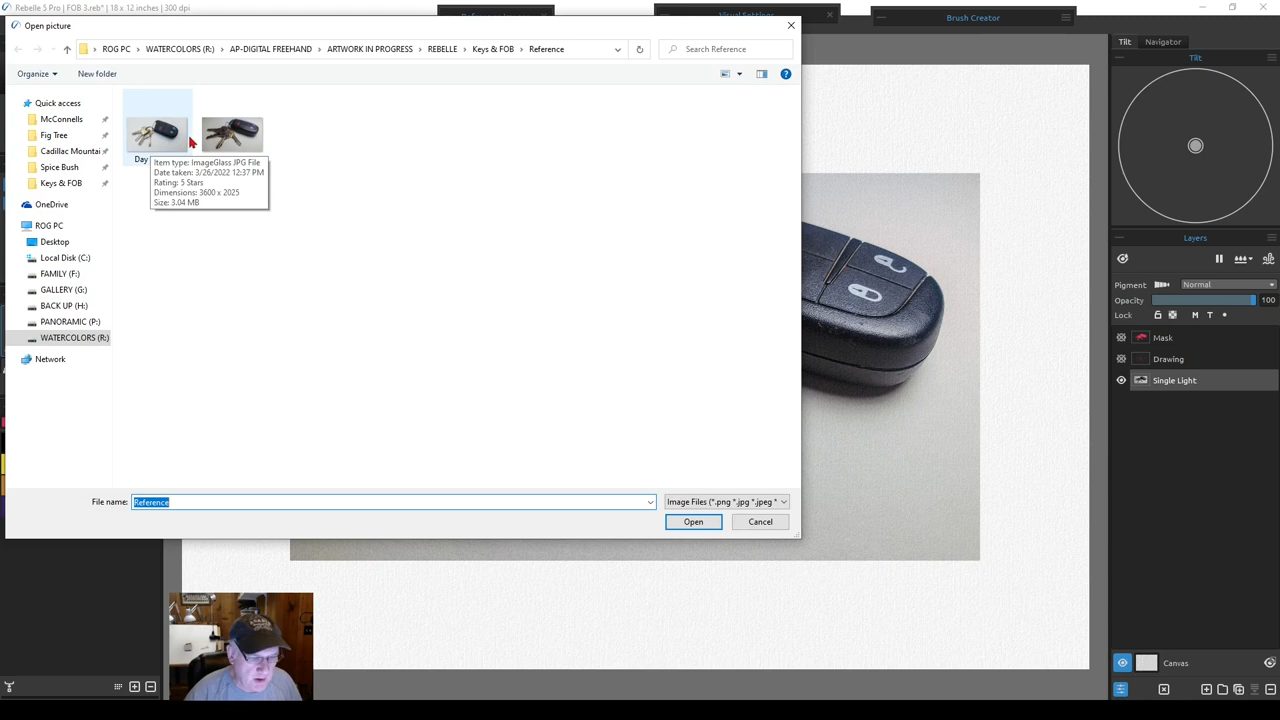 Rebelle 5 Pro | FOB 3.reb* | 18 x 12 inches | 300 dpi
Visual Settings
Brush Creator
Open picture
ROG PC > WATERCOLORS (R:) > AP-DIGITAL FREEHAND > ARTWORK IN PROGRESS > REBELLE > Keys & FOB > Reference
Search Reference
Organize
New folder
Tilt
Navigator
Tilt
Quick access
McConnells
Fig Tree
Cadillac Mountai
Spice Bush
Keys & FOB
OneDrive
ROG PC
Desktop
Local Disk (C:)
FAMILY (F:)
GALLERY (G:)
BACK UP (H:)
PANORAMIC (P:)
WATERCOLORS (R:)
Network
Day
Item type: ImageGlass JPG File
Date taken: 3/26/2022 12:37 PM
Rating: 5 Stars
Dimensions: 3600 x 2025
Size: 3.04 MB
Layers
Pigment
Normal
Opacity
100
Lock
M T
Mask
Drawing
Single Light
File name:
Reference
Image Files (*.png *.jpg *.jpeg *
Open
Cancel
Canvas